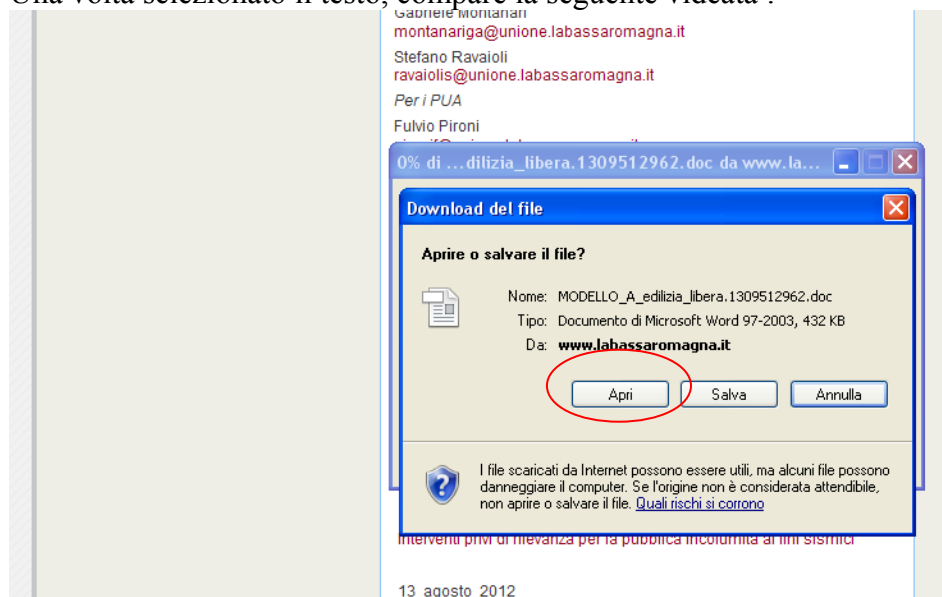 Una volta selezionato il testo, compare la seguente videata :
Gabriele Montanari
montanariga@unione.labassaromagna.it
Stefano Ravaioli
ravaiolis@unione.labassaromagna.it
Per i PUA
Fulvio Pironi
0% di ...dilizia_libera.1309512962.doc da www.la...
Download del file
Aprire o salvare il file?
Nome: MODELLO_A_edilizia_libera.1309512962.doc
Tipo: Documento di Microsoft Word 97-2003, 432 KB
Da: www.labassaromagna.it
Apri Salva Annulla
I file scaricati da Internet possono essere utili, ma alcuni file possono
danneggiare il computer. Se l'origine non è considerata attendibile,
non aprire o salvare il file. Quali rischi si corrono
interventi privi di rilevanza per la pubblica incolumità ai fini sismici
13 agosto 2012